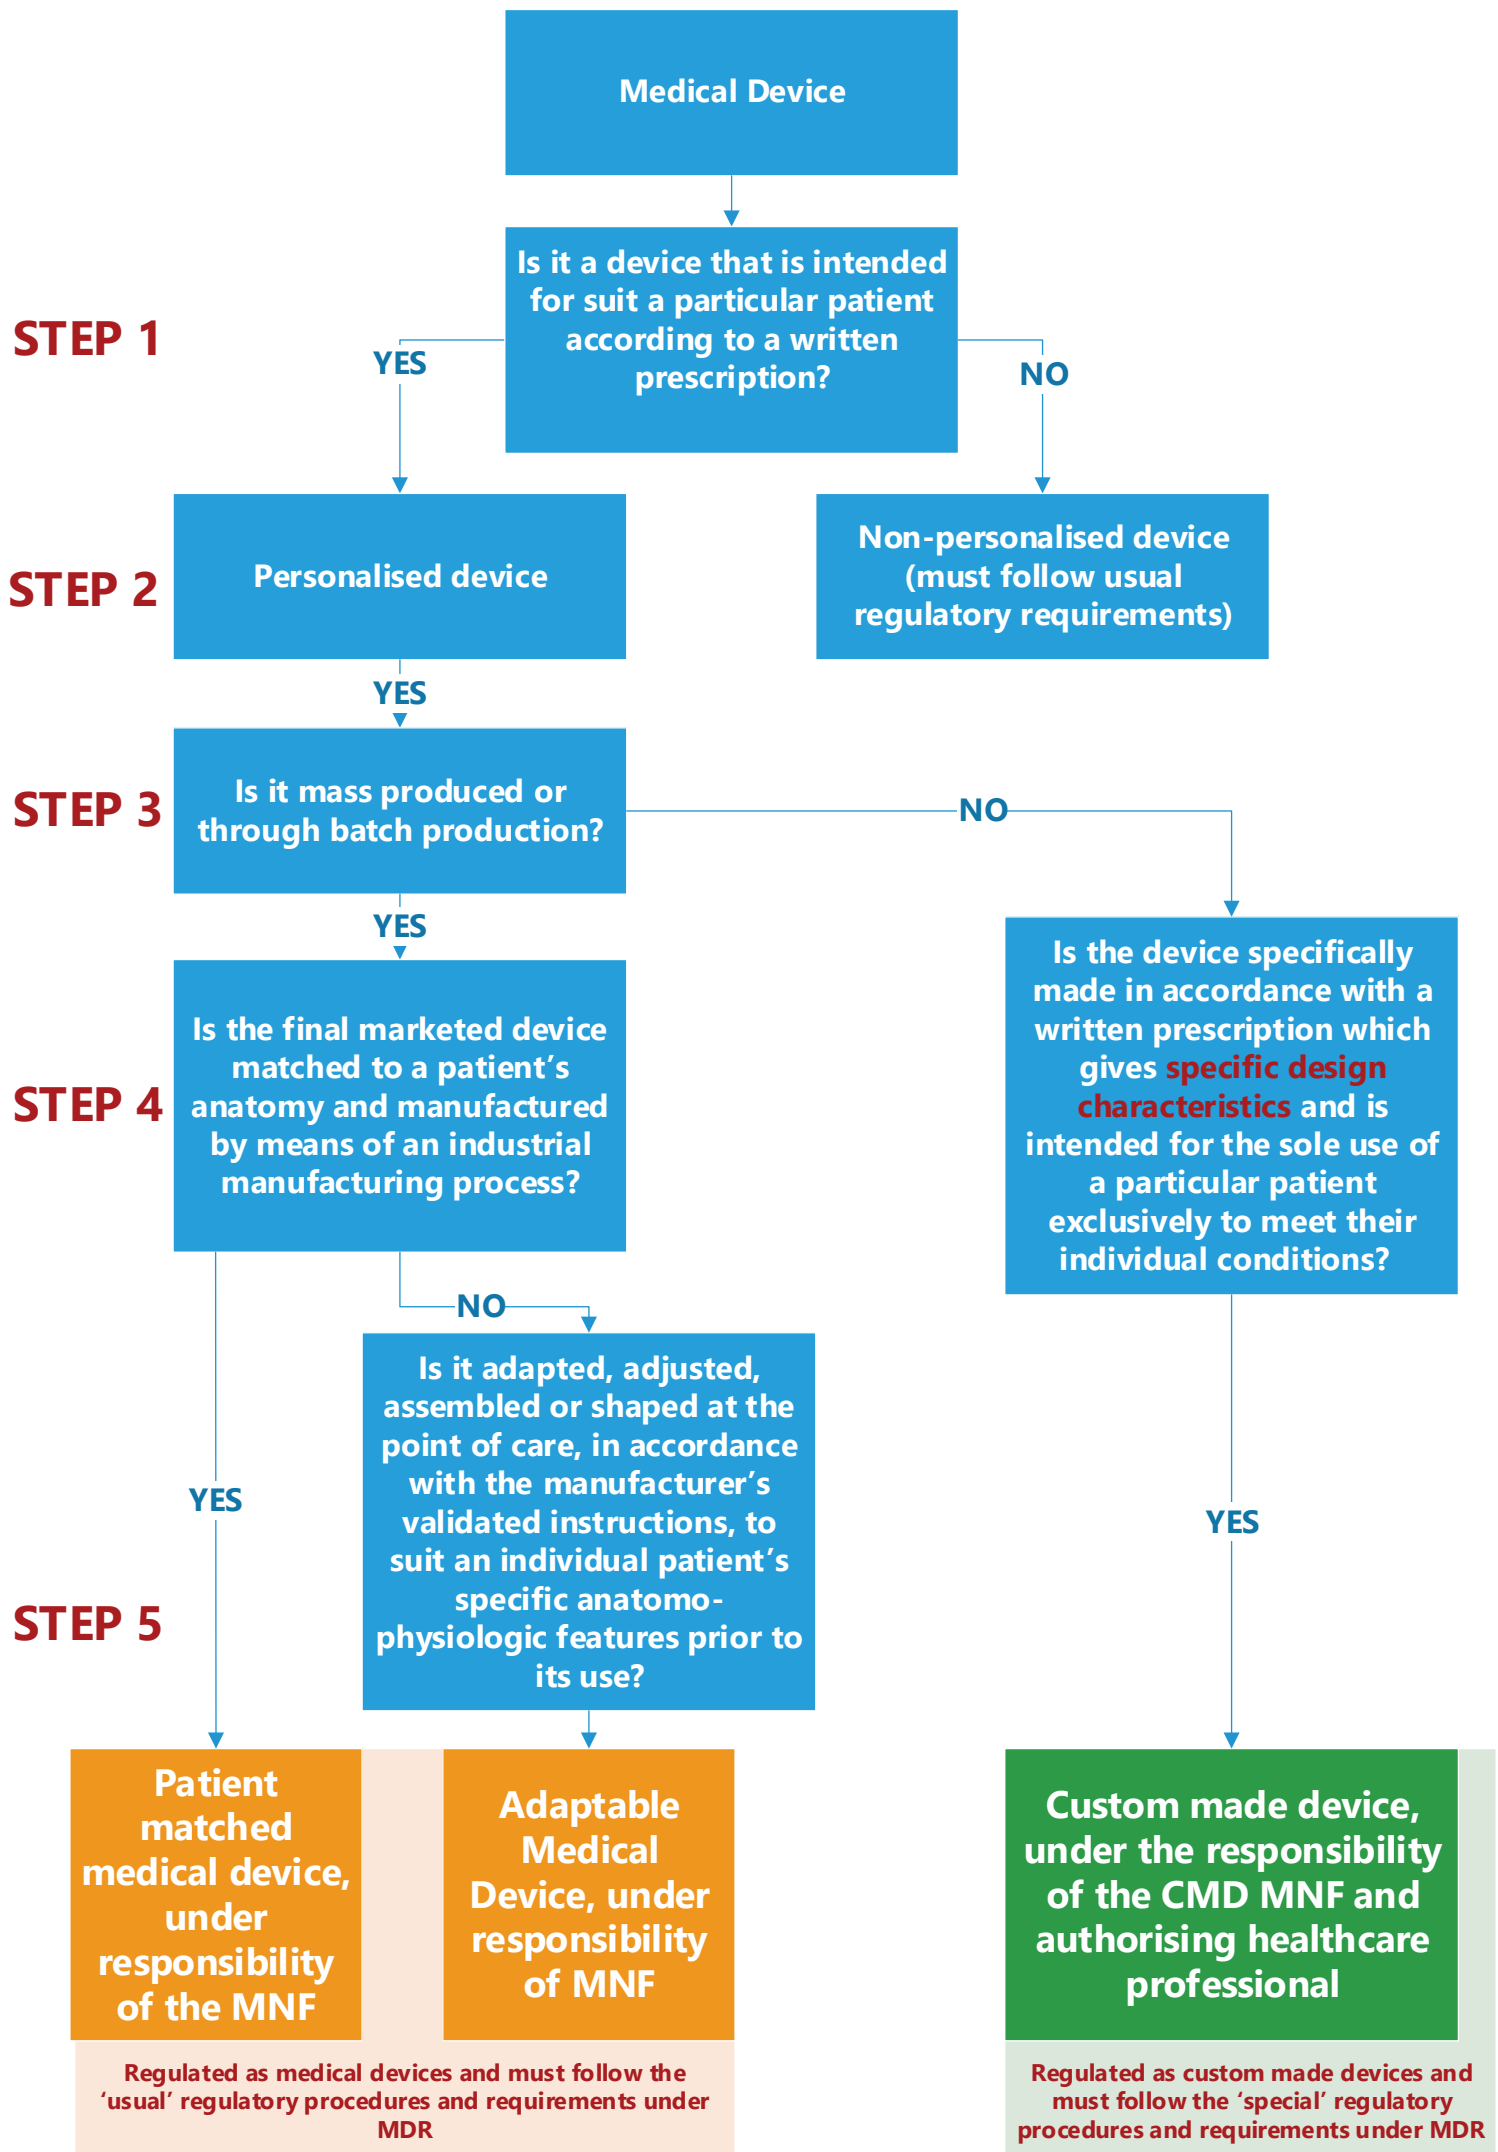 Medical Device
STEP 1
Is it a device that is intended
for suit a particular patient
according to a written
prescription?
YES
NO
STEP 2
Personalised device
Non-personalised device
(must follow usual
regulatory requirements)
YES
STEP 3
Is it mass produced or
through batch production?
NO
YES
STEP 4
Is the final marketed device
matched to a patient’s
anatomy and manufactured
by means of an industrial
manufacturing process?
Is the device specifically
made in accordance with a
written prescription which
gives specific design
characteristics and is
intended for the sole use of
a particular patient
exclusively to meet their
individual conditions?
NO
YES
STEP 5
Is it adapted, adjusted,
assembled or shaped at the
point of care, in accordance
with the manufacturer’s
validated instructions, to
suit an individual patient’s
specific anatomo-
physiologic features prior to
its use?
YES
Patient
matched
medical device,
under
responsibility
of the MNF
Adaptable
Medical
Device, under
responsibility
of MNF
Custom made device,
under the responsibility
of the CMD MNF and
authorising healthcare
professional
Regulated as medical devices and must follow the
‘usual’ regulatory procedures and requirements under
MDR
Regulated as custom made devices and
must follow the ‘special’ regulatory
procedures and requirements under MDR